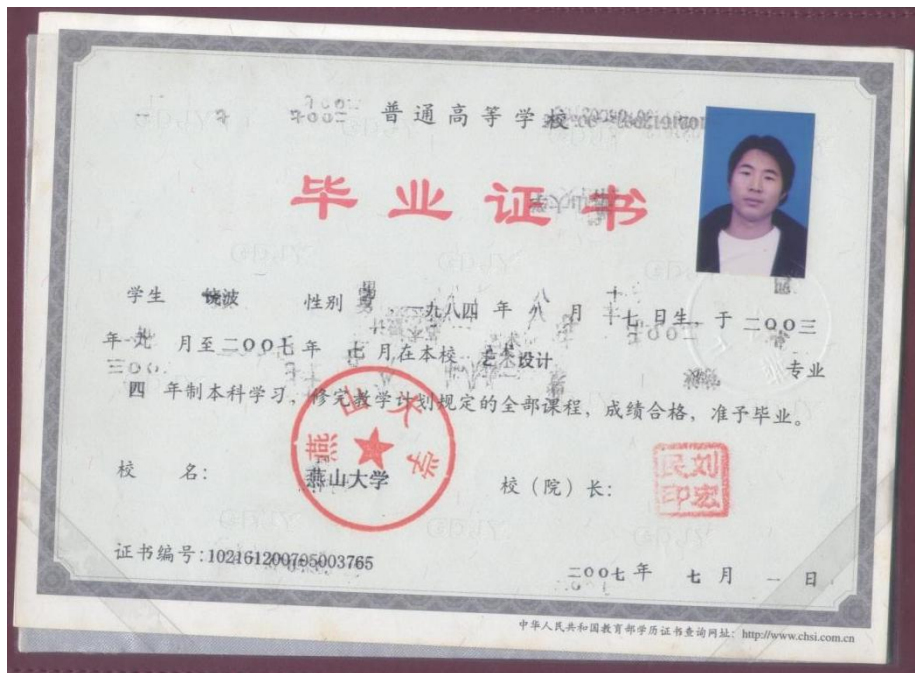 普通高等学校
毕业证书
学生 饶波 性别 男 一九八四 年 八 月 十七 日生，于 二〇〇三
年 九 月至 二〇〇七 年 七 月在本校 艺术设计 专业
四 年制本科学习，修完教学计划规定的全部课程，成绩合格，准予毕业。
燕山大学
校 名： 燕山大学 校（院）长： 刘宏民印
证书编号：102161200705003765 二〇〇七 年 七 月 一 日
中华人民共和国教育部学历证书查询网址：http://www.chsi.com.cn